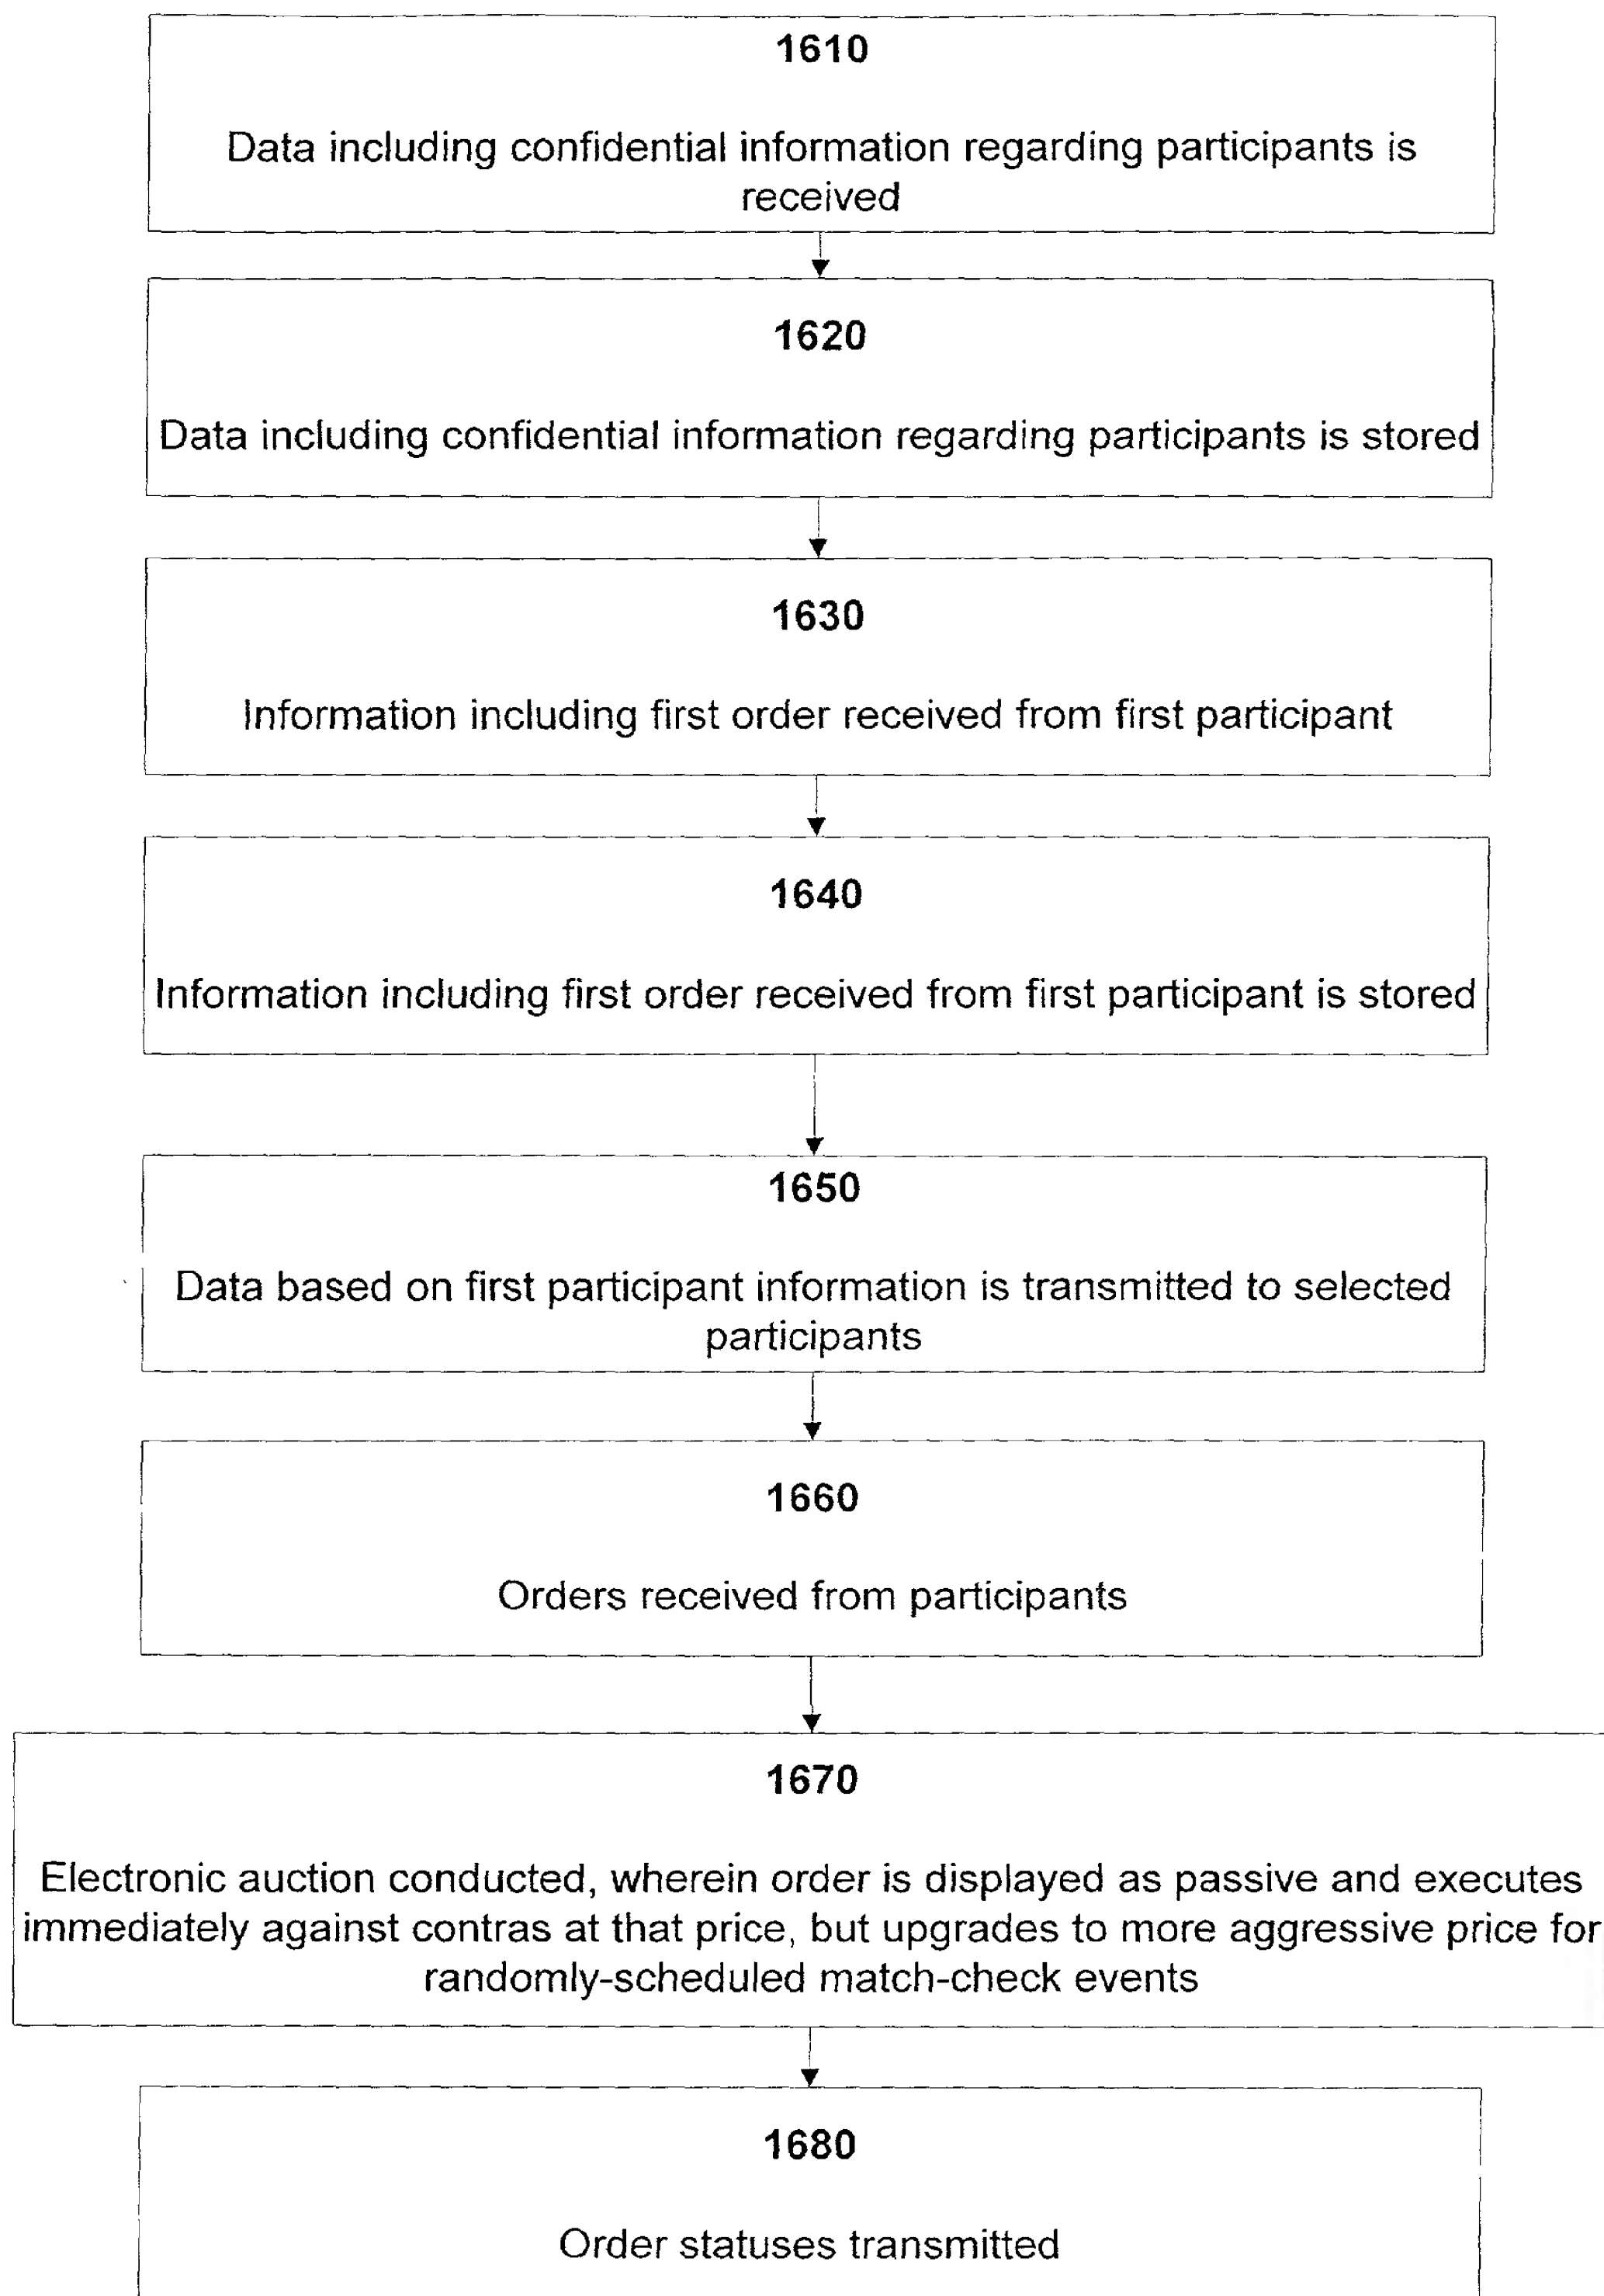 1610
Data including confidential information regarding participants is
received
1620
Data including confidential information regarding participants is stored
1630
Information including first order received from first participant
1640
Information including first order received from first participant is stored
1650
Data based on first participant information is transmitted to selected
participants
1660
Orders received from participants
1670
Electronic auction conducted, wherein order is displayed as passive and executes
immediately against contras at that price, but upgrades to more aggressive price for
randomly-scheduled match-check events
1680
Order statuses transmitted